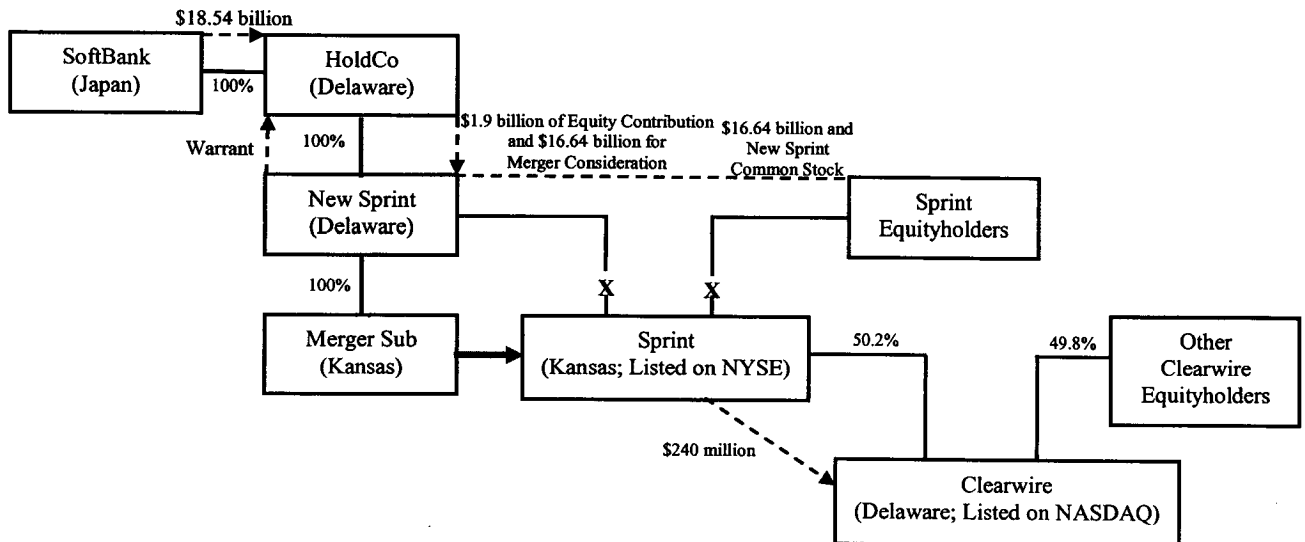 $18.54 billion
SoftBank
(Japan)
100%
HoldCo
(Delaware)
Warrant
100%
$1.9 billion of Equity Contribution
and $16.64 billion for
Merger Consideration
$16.64 billion and
New Sprint
Common Stock
New Sprint
(Delaware)
Sprint
Equityholders
100%
X
X
Merger Sub
(Kansas)
Sprint
(Kansas; Listed on NYSE)
50.2%
49.8%
Other
Clearwire
Equityholders
$240 million
Clearwire
(Delaware; Listed on NASDAQ)